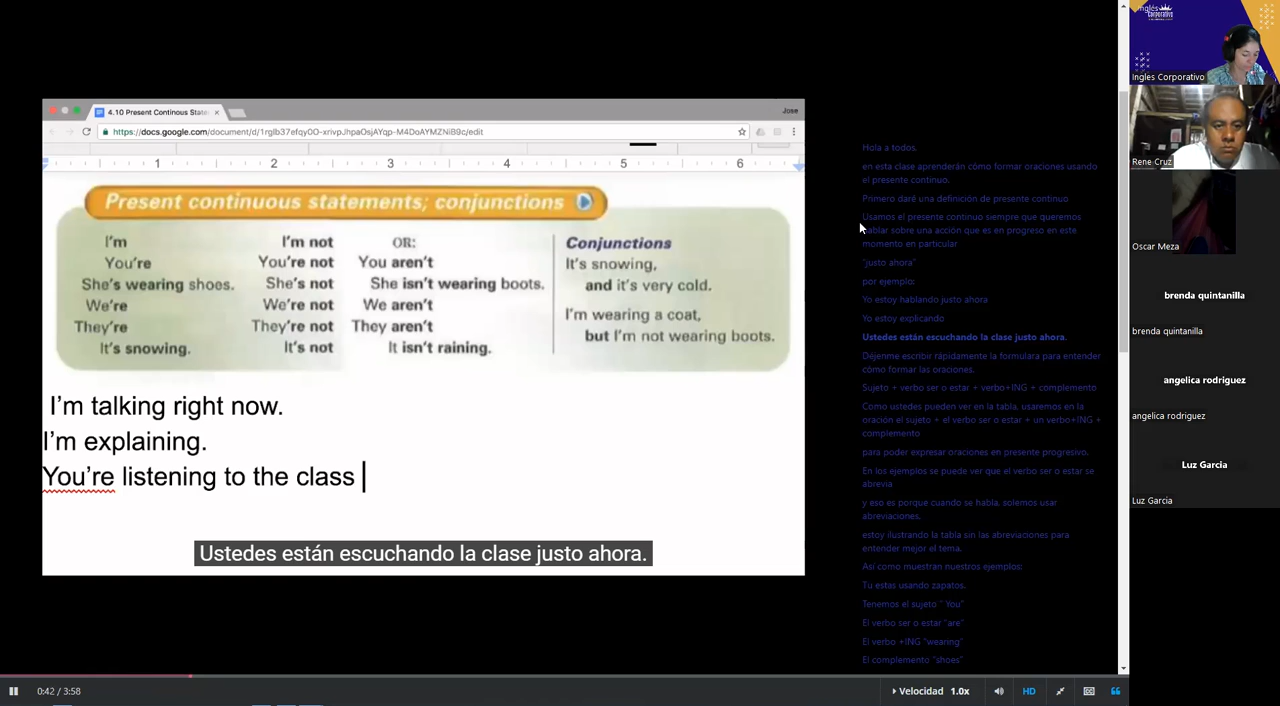 4.10 Present Continous State
Jose
https://docs.google.com/document/d/1rglb37efqy0O-xrivpJhpaOsjAYqp-M4DoAYMZNiB9c/edit
1 2 3 4 5 6
Present continuous statements; conjunctions
I'm
You're
She's wearing shoes.
We're
They're
It's snowing.
I'm not
You're not
She's not
We're not
They're not
It's not
OR:
You aren't
She isn't wearing boots.
We aren't
They aren't
It isn't raining.
Conjunctions
It's snowing,
and it's very cold.
I'm wearing a coat,
but I'm not wearing boots.
I'm talking right now.
I'm explaining.
You're listening to the class
Ustedes están escuchando la clase justo ahora.
0:42 / 3:58
Velocidad 1.0x
HD
Hola a todos,
en esta clase aprenderán cómo formar oraciones usando
el presente continuo.
Primero daré una definición de presente continuo
Usamos el presente continuo siempre que queremos
hablar sobre una acción que es en progreso en este
momento en particular
"justo ahora"
por ejemplo:
Yo estoy hablando justo ahora
Yo estoy explicando
Ustedes están escuchando la clase justo ahora.
Déjenme escribir rápidamente la formulara para entender
cómo formar las oraciones.
Sujeto + verbo ser o estar + verbo+ING + complemento
Como ustedes pueden ver en la tabla, usaremos en la
oración el sujeto + el verbo ser o estar + un verbo+ING +
complemento
para poder expresar oraciones en presente progresivo.
En los ejemplos se puede ver que el verbo ser o estar se
abrevia
y eso es porque cuando se habla, solemos usar
abreviaciones.
estoy ilustrando la tabla sin las abreviaciones para
entender mejor el tema.
Así como muestran nuestros ejemplos:
Tu estas usando zapatos.
Tenemos el sujeto " You"
El verbo ser o estar "are"
El verbo +ING "wearing"
El complemento "shoes"
Inglés
corporativo
Ingles Corporativo
Rene Cruz
Oscar Meza
brenda quintanilla
brenda quintanilla
angelica rodriguez
angelica rodriguez
Luz Garcia
Luz Garcia